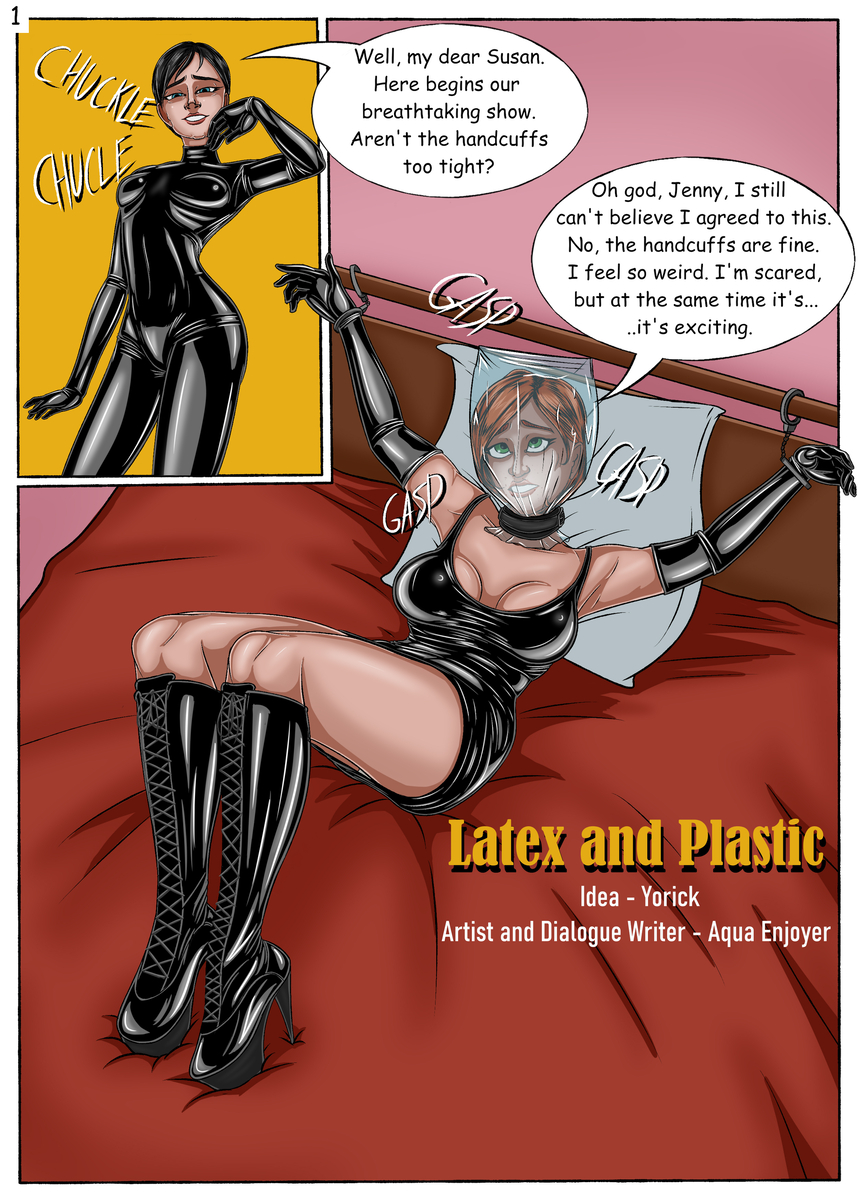 1
CHUCKLE
CHUCLE
Well, my dear Susan.
Here begins our
breathtaking show.
Aren't the handcuffs
too tight?
Oh god, Jenny, I still
can't believe I agreed to this.
No, the handcuffs are fine.
I feel so weird. I'm scared,
but at the same time it's...
..it's exciting.
GASP
GASP
GASP
Latex and Plastic
Idea - Yorick
Artist and Dialogue Writer - Aqua Enjoyer